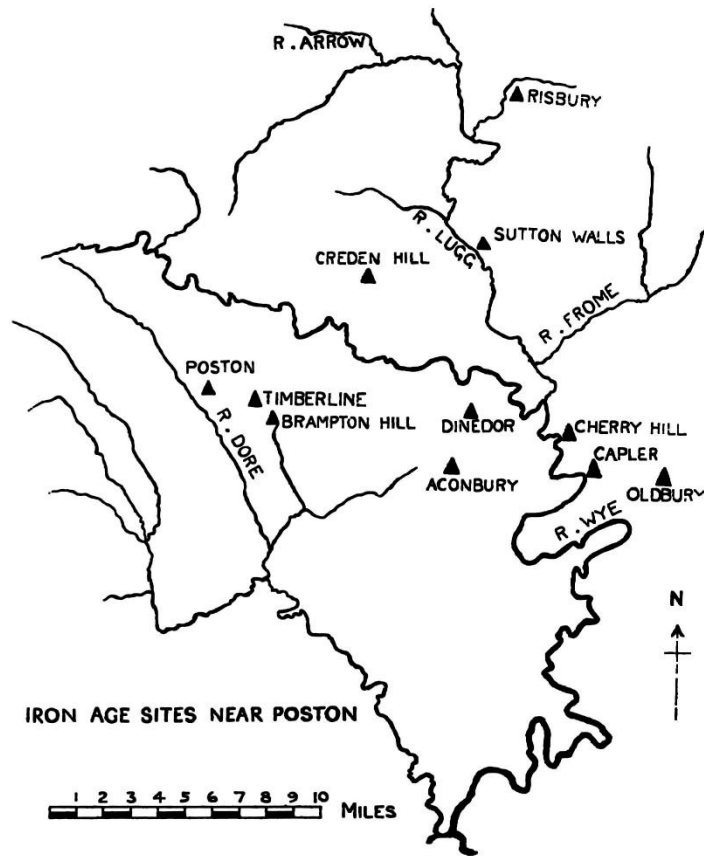 R. ARROW
RISBURY
R. LUGG
SUTTON WALLS
CREDEN HILL
R. FROME
POSTON
TIMBERLINE
BRAMPTON HILL
R. DORE
DINEDOR
CHERRY HILL
CAPLER
ACONBURY
OLDBURY
R. WYE
N
IRON AGE SITES NEAR POSTON
1 2 3 4 5 6 7 8 9 10 MILES